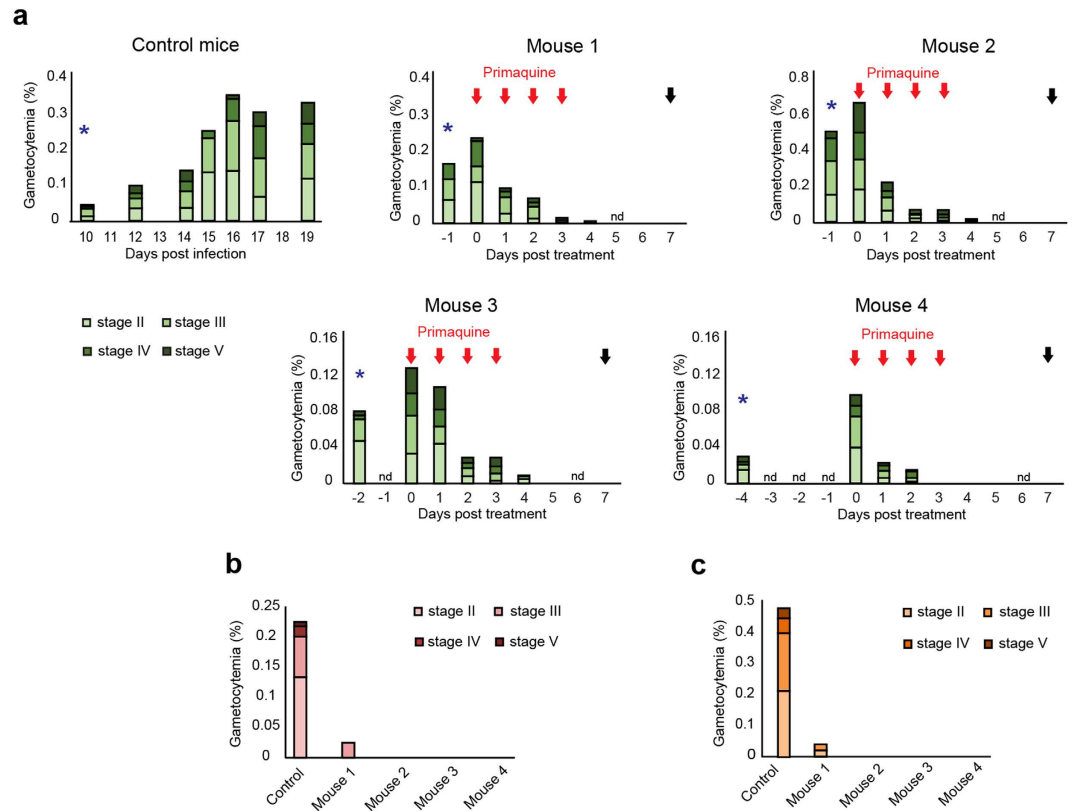 a
Control mice
Gametocytemia (%)
0.4
0.3
0.2
0.1
0
*
10 11 12 13 14 15 16 17 18 19
Days post infection
Mouse 1
Primaquine
Gametocytemia (%)
0.4
0.3
0.2
0.1
0
*
nd
-1 0 1 2 3 4 5 6 7
Days post treatment
Mouse 2
Primaquine
Gametocytemia (%)
0.8
0.6
0.4
0.2
0
*
nd
-1 0 1 2 3 4 5 6 7
Days post treatment
stage II stage III
stage IV stage V
Mouse 3
Primaquine
Gametocytemia (%)
0.16
0.12
0.08
0.04
0
*
nd nd
-2 -1 0 1 2 3 4 5 6 7
Days post treatment
Mouse 4
Primaquine
Gametocytemia (%)
0.16
0.12
0.08
0.04
0
*
nd nd nd nd
-4 -3 -2 -1 0 1 2 3 4 5 6 7
Days post treatment
b
Gametocytemia (%)
0.25
0.2
0.15
0.1
0.05
0
stage II stage III
stage IV stage V
Control Mouse 1 Mouse 2 Mouse 3 Mouse 4
c
Gametocytemia (%)
0.5
0.4
0.3
0.2
0.1
0
stage II stage III
stage IV stage V
Control Mouse 1 Mouse 2 Mouse 3 Mouse 4